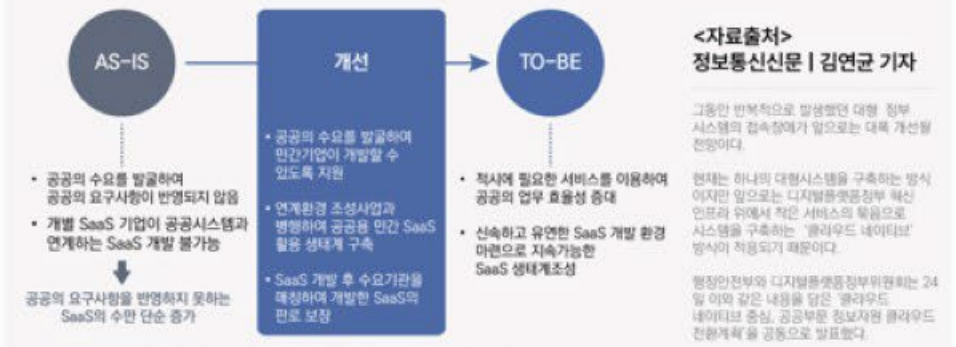 AS-IS
• 공공의 수요를 발굴하여
공공의 요구사항이 반영되지 않음
• 개별 SaaS 기업이 공공시스템과
연계하는 SaaS 개발 불가능
공공의 요구사항을 반영하지 못하는
SaaS의 수만 단순 증가
개선
• 공공의 수요를 발굴하여
민간기업이 개발할 수
있도록 지원
• 연계환경 조성사업과
병행하여 공공용 민간 SaaS
활용 생태계 구축
• SaaS 개발 후 수요기관을
매칭하여 개발한 SaaS의
판로 보장
TO-BE
• 적시에 필요한 서비스를 이용하여
공공의 업무 효율성 증대
• 신속하고 유연한 SaaS 개발 환경
마련으로 지속가능한
SaaS 생태계조성
<자료출처>
정보통신신문 | 김연균 기자
그동안 반복적으로 발생했던 대형 정부
시스템의 접속장애가 앞으로는 대폭 개선될
전망이다.
현재는 하나의 대형시스템을 구축하는 방식
이지만 앞으로는 디지털플랫폼정부 혁신
인프라 위에서 작은 서비스의 묶음으로
시스템을 구축하는 '클라우드 네이티브'
방식이 적용되기 때문이다.
행정안전부와 디지털플랫폼정부위원회는 24
일 이와 같은 내용을 담은 '클라우드
네이티브 중심, 공공부문 정보자원 클라우드
전환계획'을 공동으로 발표했다.